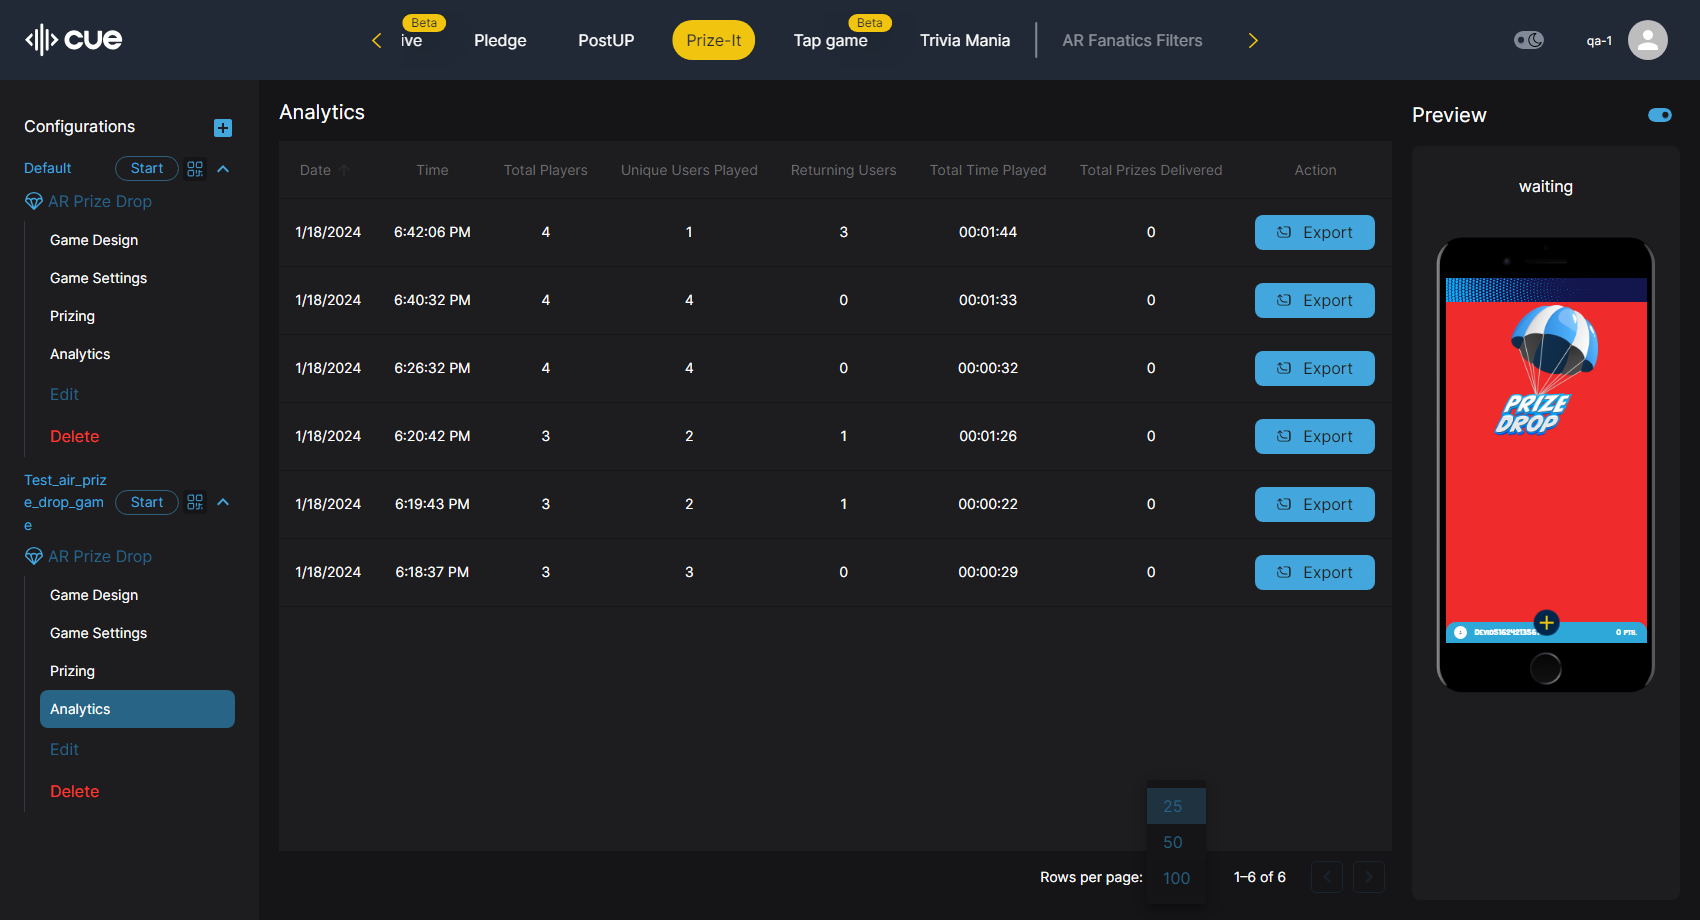 cue
Beta
ive
Pledge
PostUP
Prize-It
Beta
Tap game
Trivia Mania
AR Fanatics Filters
qa-1
Configurations
Default
Start
AR Prize Drop
Game Design
Game Settings
Prizing
Analytics
Edit
Delete
Test_air_priz
e_drop_gam
e
Start
AR Prize Drop
Game Design
Game Settings
Prizing
Analytics
Edit
Delete
Analytics
Date Time Total Players Unique Users Played Returning Users Total Time Played Total Prizes Delivered Action
1/18/2024 6:42:06 PM 4 1 3 00:01:44 0 Export
1/18/2024 6:40:32 PM 4 4 0 00:01:33 0 Export
1/18/2024 6:26:32 PM 4 4 0 00:00:32 0 Export
1/18/2024 6:20:42 PM 3 2 1 00:01:26 0 Export
1/18/2024 6:19:43 PM 3 2 1 00:00:22 0 Export
1/18/2024 6:18:37 PM 3 3 0 00:00:29 0 Export
25
50
100
Rows per page:
1–6 of 6
Preview
waiting
PRIZE
DROP
0 PTS.